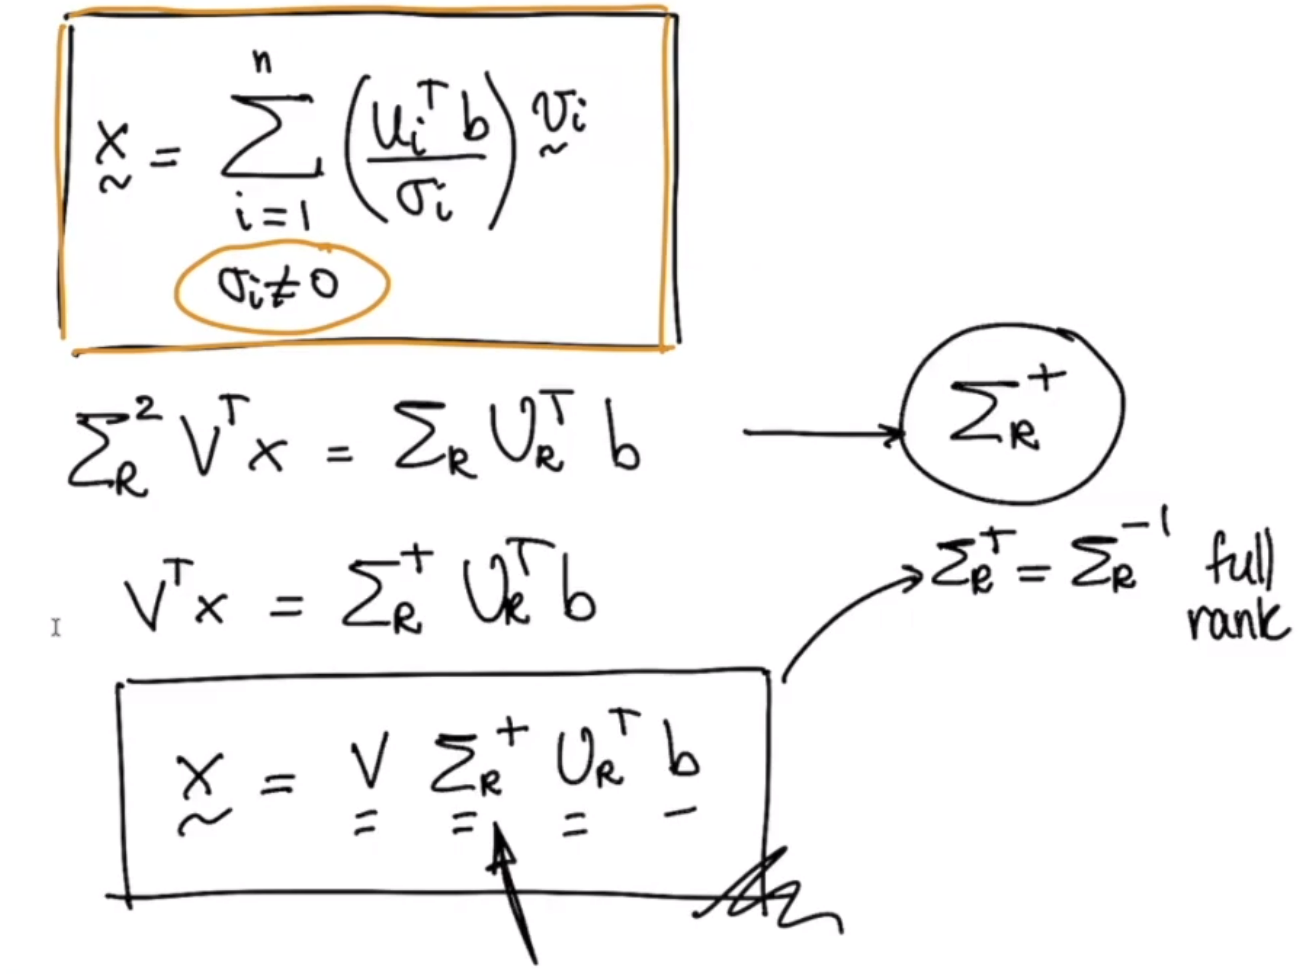 x = \sum_{i=1}^{n} \left( \frac{u_i^T b}{\sigma_i} \right) v_i
\sigma_i \neq 0
\Sigma_R^2 V^T x = \Sigma_R U_R^T b → \Sigma_R^+
V^T x = \Sigma_R^+ U_R^T b
\Sigma_R^+ = \Sigma_R^{-1} full
rank
x = V \Sigma_R^+ U_R^T b